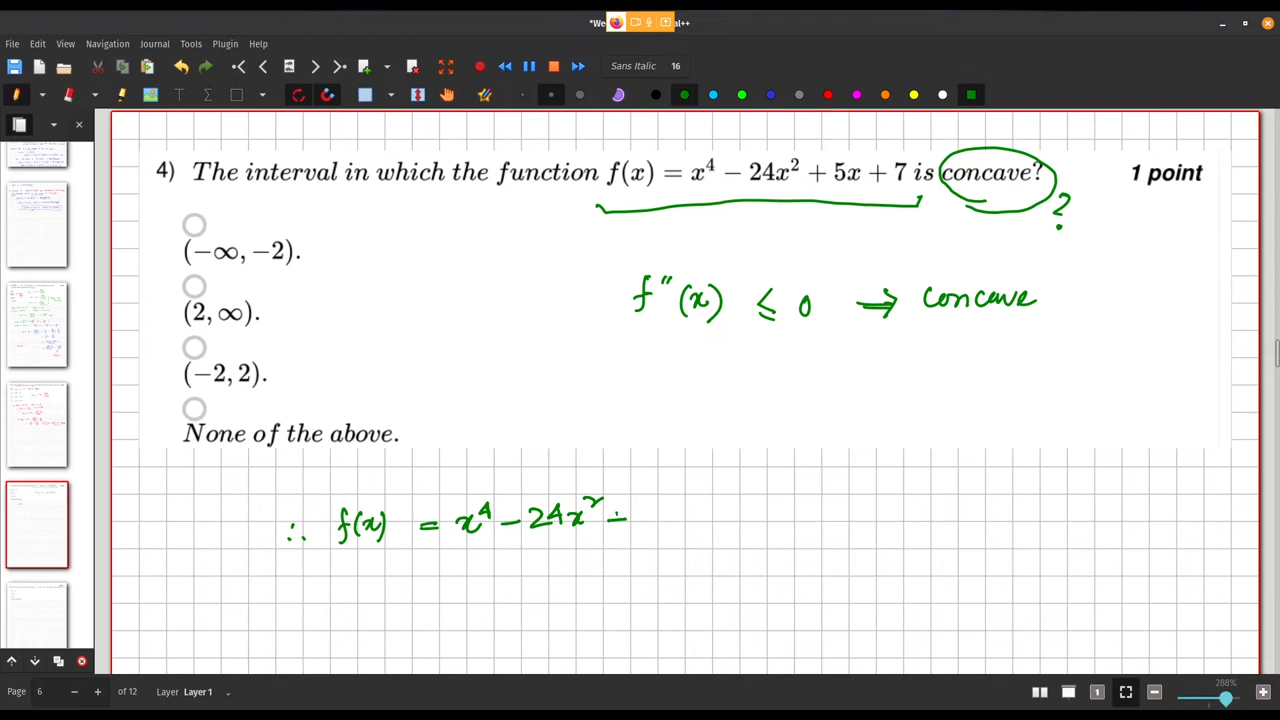 *We
al++
File Edit View Navigation Journal Tools Plugin Help
Sans Italic 16
4) The interval in which the function f(x) = x⁴ − 24x² + 5x + 7 is concave? 1 point
?
(−∞, −2).
f''(x) ≤ 0 ⇒ concave
(2, ∞).
(−2, 2).
None of the above.
∴ f(x) = x⁴ − 24x²
Page 6 of 12 Layer Layer 1 288%